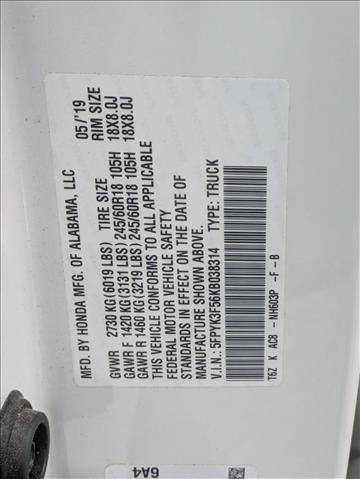 MFD. BY HONDA MFG. OF ALABAMA, LLC 05/'19
TIRE SIZE RIM SIZE
GVWR 2730 KG(6019 LBS)
GAWR F 1420 KG(3131 LBS) 245/60R18 105H 18X8.0J
GAWR R 1460 KG(3219 LBS) 245/60R18 105H 18X8.0J
THIS VEHICLE CONFORMS TO ALL APPLICABLE
FEDERAL MOTOR VEHICLE SAFETY
STANDARDS IN EFFECT ON THE DATE OF
MANUFACTURE SHOWN ABOVE.
V.I.N.: 5FPYK3F56KB038314 TYPE: TRUCK
T6Z K AC8 - NH603P - F - B
6A4